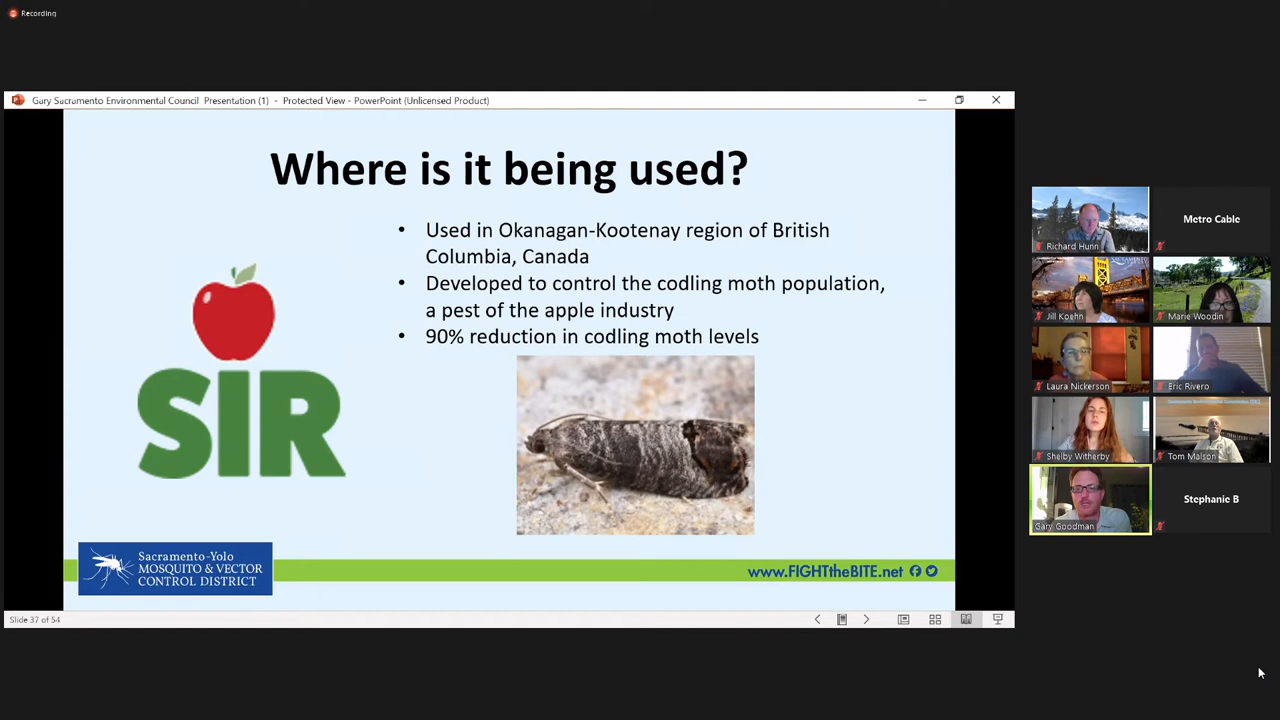 Recording
Gary Sacramento Environmental Council Presentation (1) - Protected View - PowerPoint (Unlicensed Product)
Where is it being used?
• Used in Okanagan-Kootenay region of British
Columbia, Canada
• Developed to control the codling moth population,
a pest of the apple industry
• 90% reduction in codling moth levels
SIR
Sacramento-Yolo
MOSQUITO & VECTOR
CONTROL DISTRICT
www.FIGHTtheBITE.net
Slide 37 of 54
Richard Hunn
Metro Cable
Jill Koehn
Marie Woodin
Laura Nickerson
Eric Rivero
Shelby Witherby
Tom Malson
Gary Goodman
Stephanie B